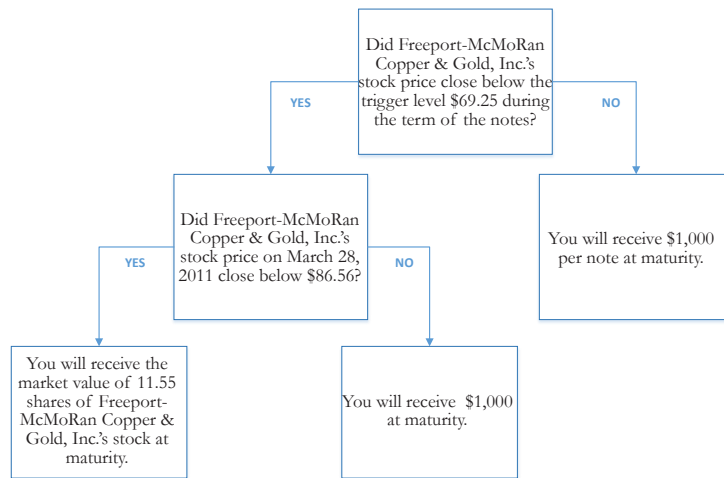 Did Freeport-McMoRan
Copper & Gold, Inc.'s
stock price close below the
trigger level $69.25 during
the term of the notes?
YES
NO
Did Freeport-McMoRan
Copper & Gold, Inc.'s
stock price on March 28,
2011 close below $86.56?
You will receive $1,000
per note at maturity.
YES
NO
You will receive the
market value of 11.55
shares of Freeport-
McMoRan Copper &
Gold, Inc.'s stock at
maturity.
You will receive $1,000
at maturity.